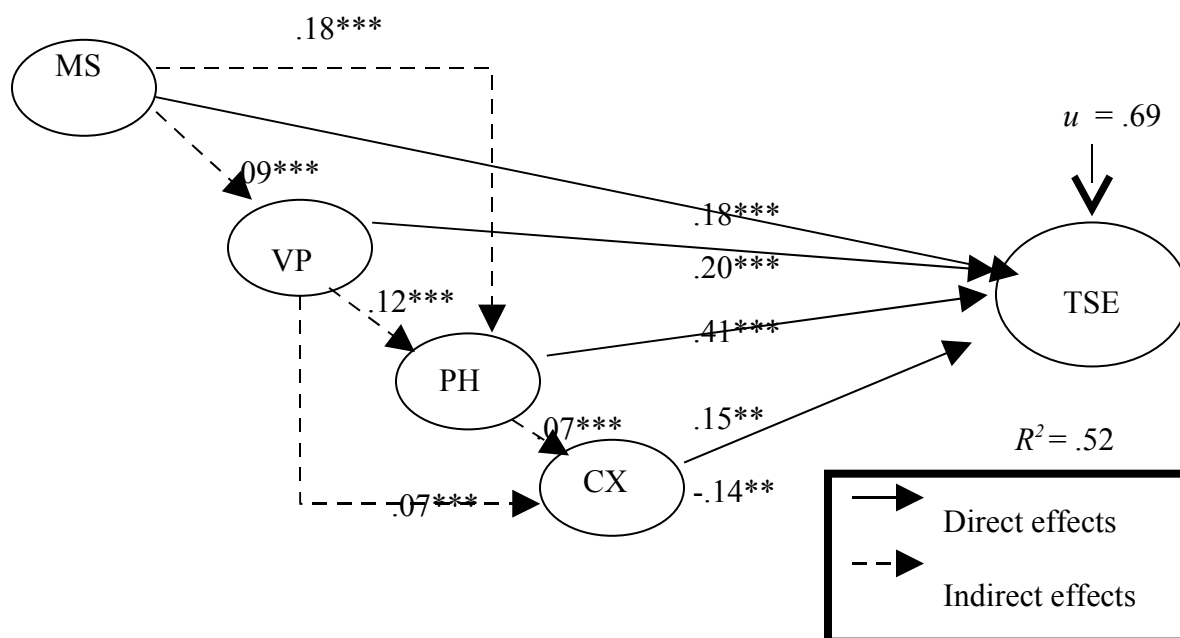 .18***
MS
u = .69
.09***
.18***
VP
.20***
.12***
TSE
.41***
PH
.15**
.07***
R² = .52
CX
-.14**
.07***
Direct effects
Indirect effects